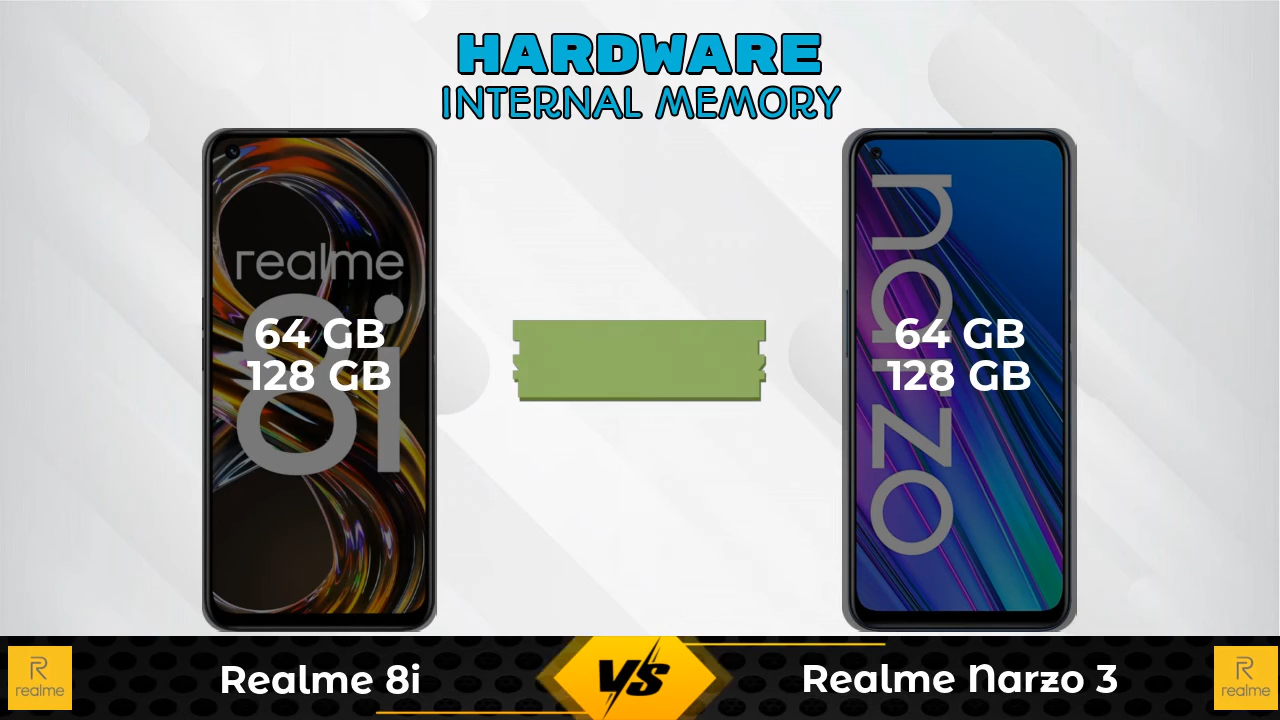 HARDWARE
INTERNAL MEMORY
realme
8i
64 GB
128 GB
narzo
64 GB
128 GB
R
realme
Realme 8i
VS
Realme Narzo 3
R
realme